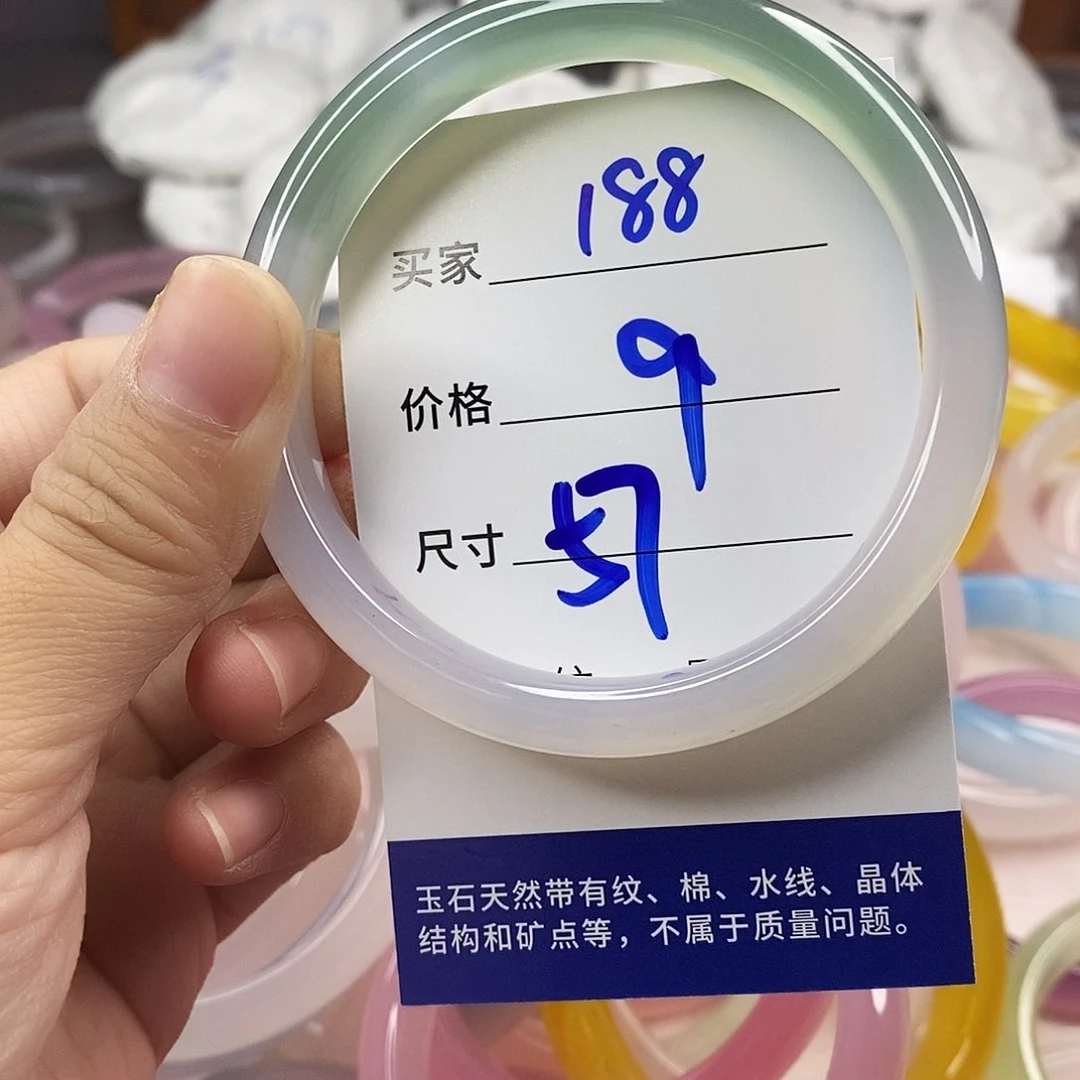 买家 188
价格 9
尺寸 57
玉石天然带有纹、棉、水线、晶体
结构和矿点等，不属于质量问题。